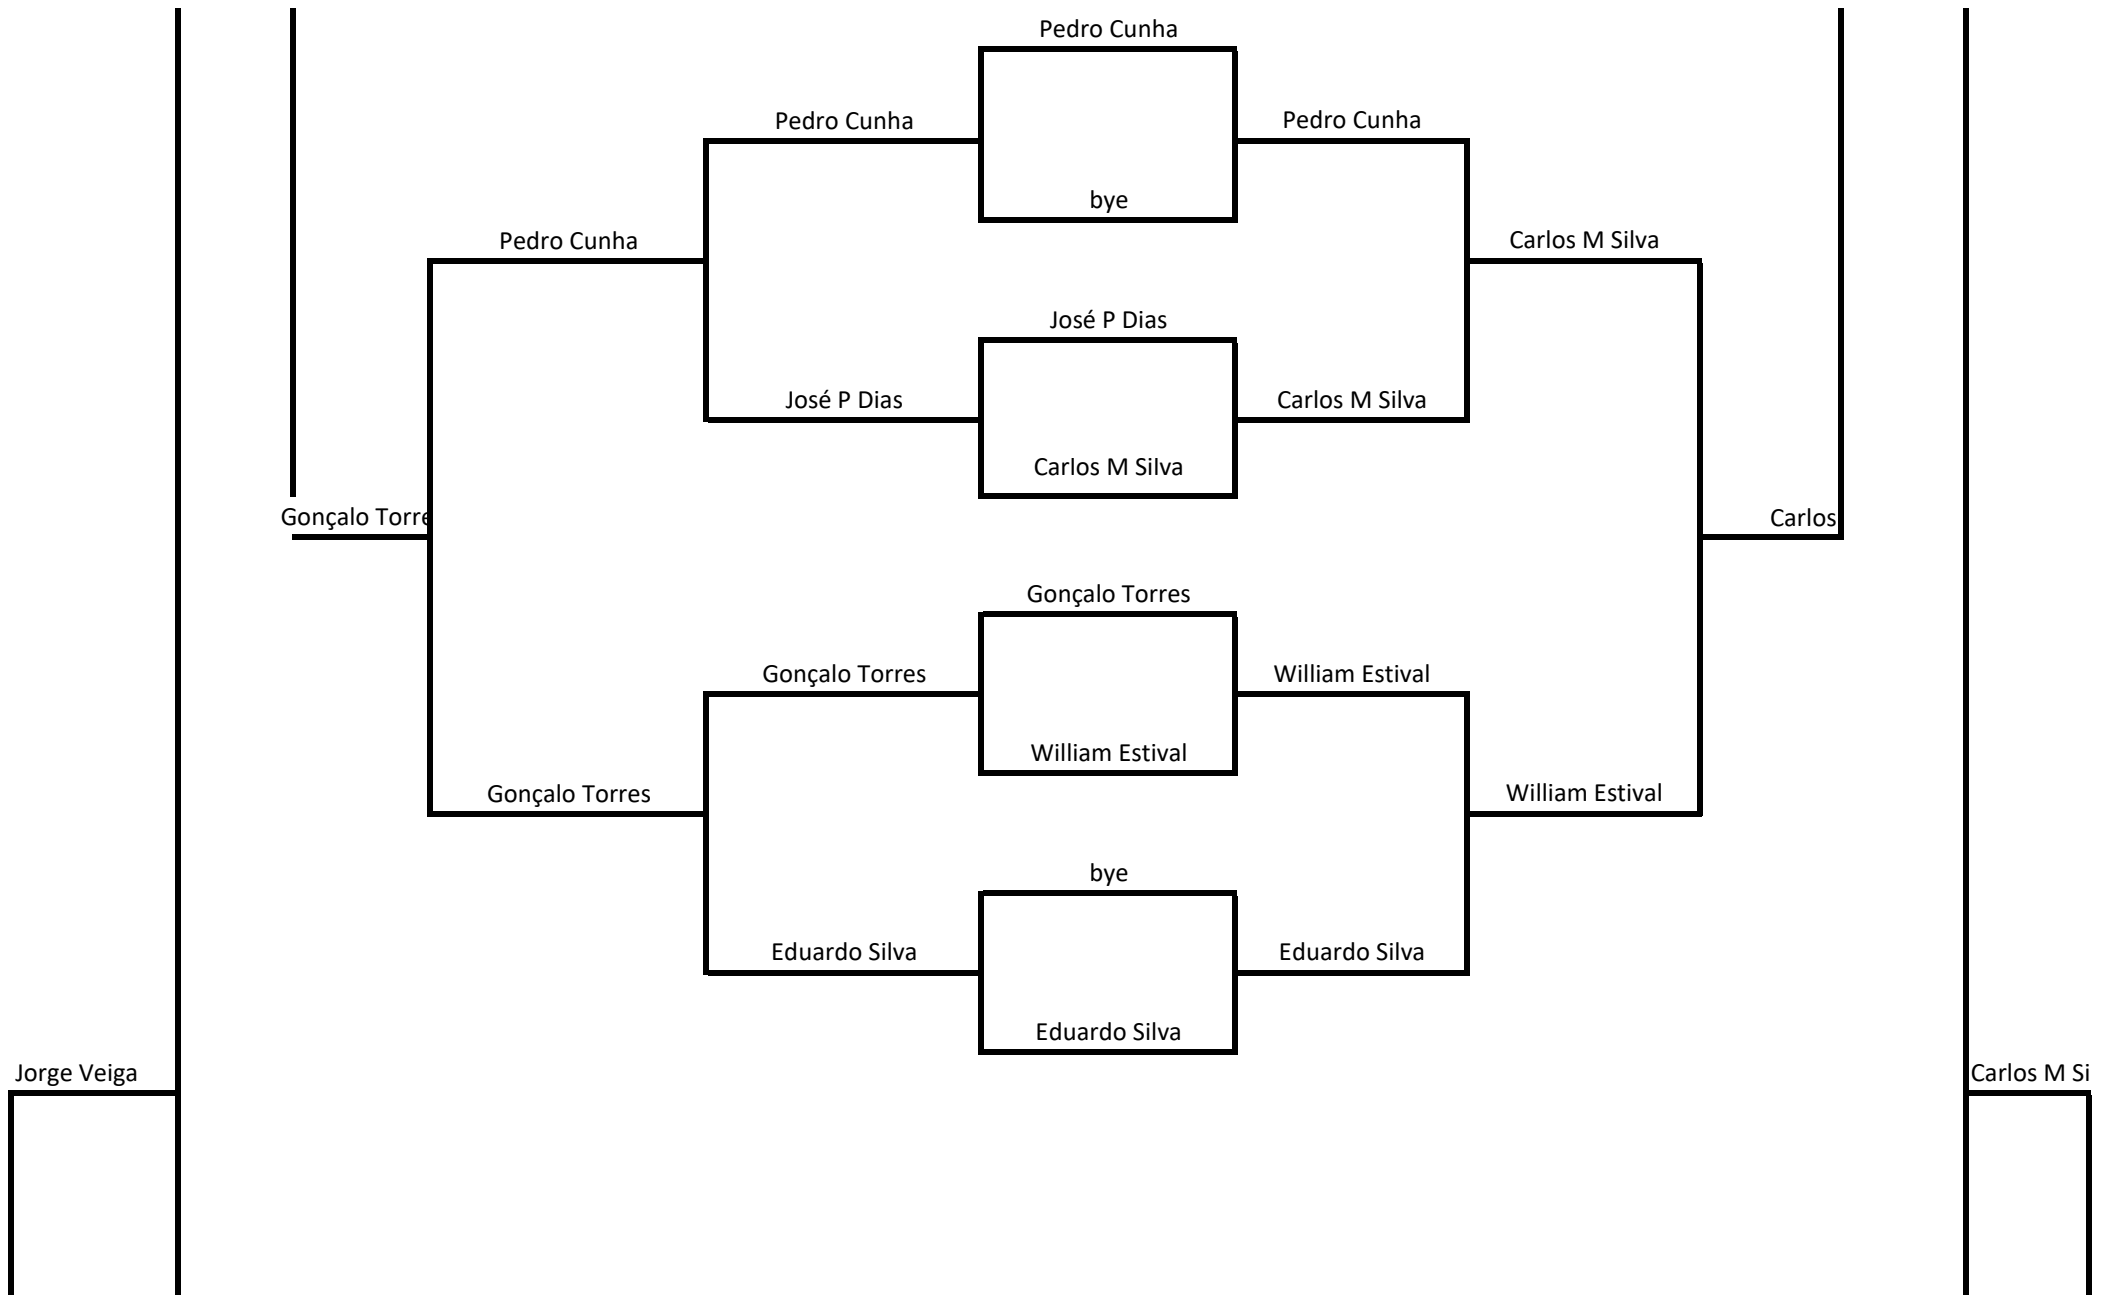 Pedro Cunha
Pedro Cunha
Pedro Cunha
bye
Pedro Cunha
Carlos M Silva
José P Dias
José P Dias
Carlos M Silva
Carlos M Silva
Gonçalo Torre
Carlos
Gonçalo Torres
Gonçalo Torres
William Estival
William Estival
Gonçalo Torres
William Estival
bye
Eduardo Silva
Eduardo Silva
Eduardo Silva
Jorge Veiga
Carlos M Si